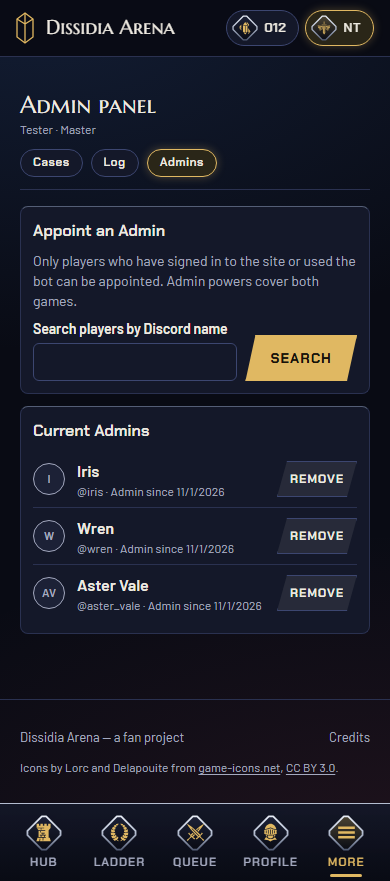 Dissidia Arena
012
NT
Admin panel
Tester · Master
Cases
Log
Admins
Appoint an Admin
Only players who have signed in to the site or used the
bot can be appointed. Admin powers cover both
games.
Search players by Discord name
SEARCH
Current Admins
I
Iris
@iris · Admin since 11/1/2026
REMOVE
W
Wren
@wren · Admin since 11/1/2026
REMOVE
AV
Aster Vale
@aster_vale · Admin since 11/1/2026
REMOVE
Dissidia Arena — a fan project
Credits
Icons by Lorc and Delapouite from game-icons.net, CC BY 3.0.
HUB
LADDER
QUEUE
PROFILE
MORE